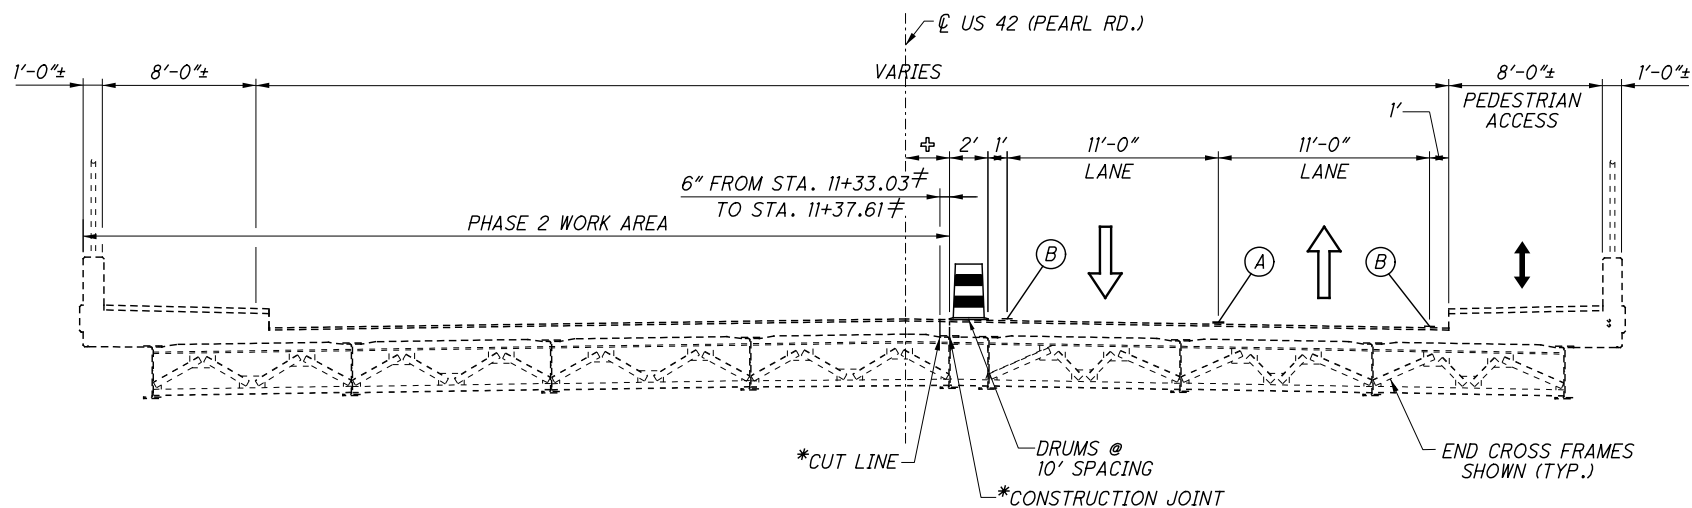 ℄ US 42 (PEARL RD.)
1'-0"±
8'-0"±
VARIES
8'-0"±
1'-0"±
PEDESTRIAN
ACCESS
1'
✢
2'
1'
11'-0"
LANE
11'-0"
LANE
6" FROM STA. 11+33.03≠
TO STA. 11+37.61≠
PHASE 2 WORK AREA
B
A
B
*CUT LINE
DRUMS @
10' SPACING
*CONSTRUCTION JOINT
END CROSS FRAMES
SHOWN (TYP.)